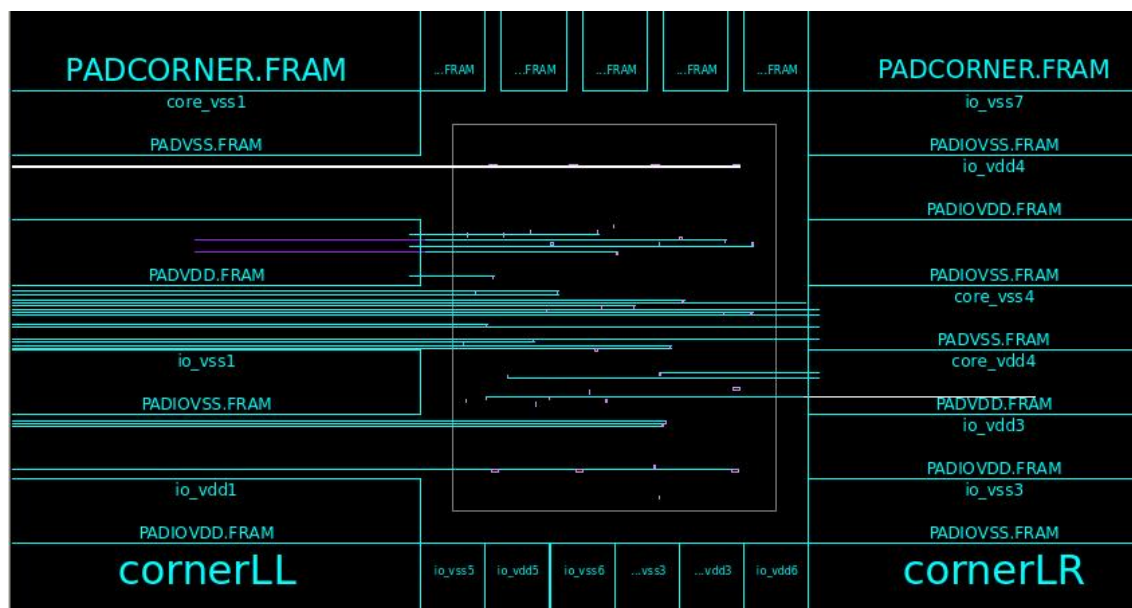 PADCORNER.FRAM
...FRAM
...FRAM
...FRAM
...FRAM
...FRAM
PADCORNER.FRAM
core_vss1
io_vss7
PADVSS.FRAM
PADIOVSS.FRAM
io_vdd4
PADIOVDD.FRAM
PADVDD.FRAM
PADIOVSS.FRAM
core_vss4
PADVSS.FRAM
io_vss1
core_vdd4
PADIOVSS.FRAM
PADVDD.FRAM
io_vdd3
PADIOVDD.FRAM
io_vdd1
io_vss3
PADIOVDD.FRAM
PADIOVSS.FRAM
cornerLL
io_vss5
io_vdd5
io_vss6
...vss3
...vdd3
io_vdd6
cornerLR